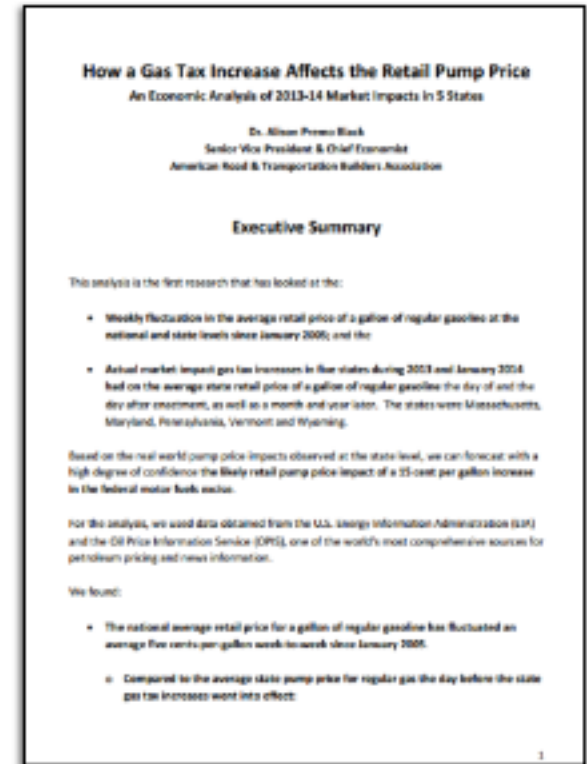 How a Gas Tax Increase Affects the Retail Pump Price
An Economic Analysis of 2013-14 Market Impacts in 5 States
Dr. Alison Premo Black
Senior Vice President & Chief Economist
American Road & Transportation Builders Association
Executive Summary
This analysis is the first research that has looked at the:
• Weekly fluctuation in the average retail price of a gallon of regular gasoline at the
national and state levels since January 2005; and the
• Actual market impact gas tax increases in five states during 2013 and January 2014
had on the average state retail price of a gallon of regular gasoline the day of and the
day after enactment, as well as a month and year later. The states were Massachusetts,
Maryland, Pennsylvania, Vermont and Wyoming.
Based on the real world pump price impacts observed at the state level, we can forecast with a
high degree of confidence the likely retail pump price impact of a 15 cent per gallon increase
in the federal motor fuels excise.
For the analysis, we used data obtained from the U.S. Energy Information Administration (EIA)
and the Oil Price Information Service (OPIS), one of the world's most comprehensive sources for
petroleum pricing and news information.
We found:
• The national average retail price for a gallon of regular gasoline has fluctuated an
average five cents-per-gallon week-to-week since January 2005.
o Compared to the average state pump price for regular gas the day before the state
gas tax increases went into effect:
1